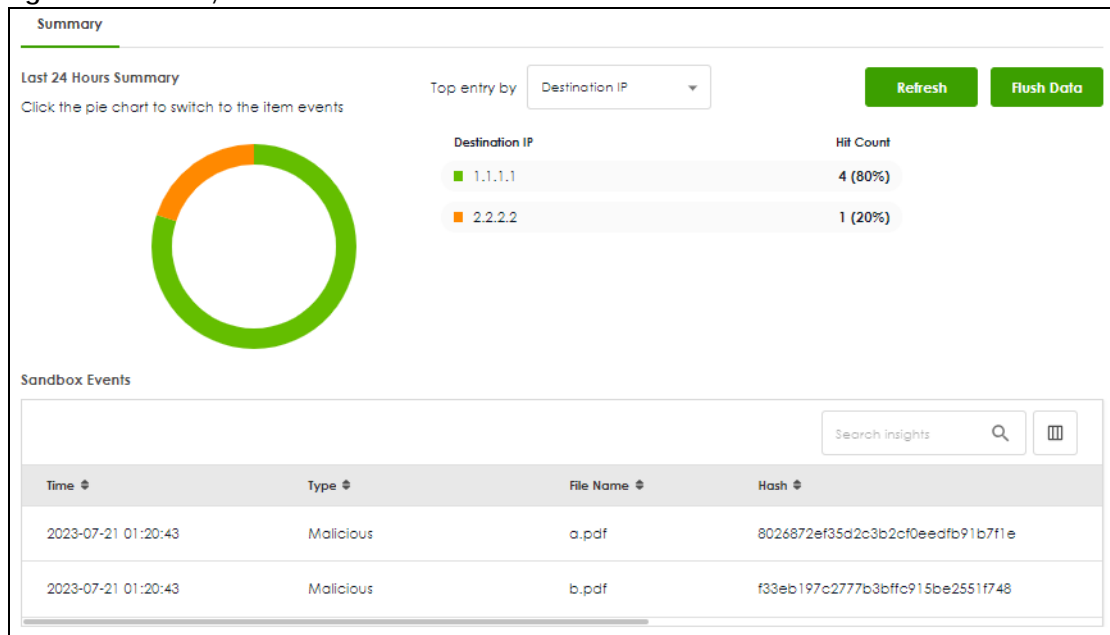 Summary
Last 24 Hours Summary
Click the pie chart to switch to the item events
Top entry by Destination IP
Refresh
Flush Data
Destination IP Hit Count
1.1.1.1 4 (80%)
2.2.2.2 1 (20%)
Sandbox Events
Search insights
Time Type File Name Hash
2023-07-21 01:20:43 Malicious a.pdf 8026872ef35d2c3b2cf0eedfb91b7f1e
2023-07-21 01:20:43 Malicious b.pdf f33eb197c2777b3bffc915be2551f748